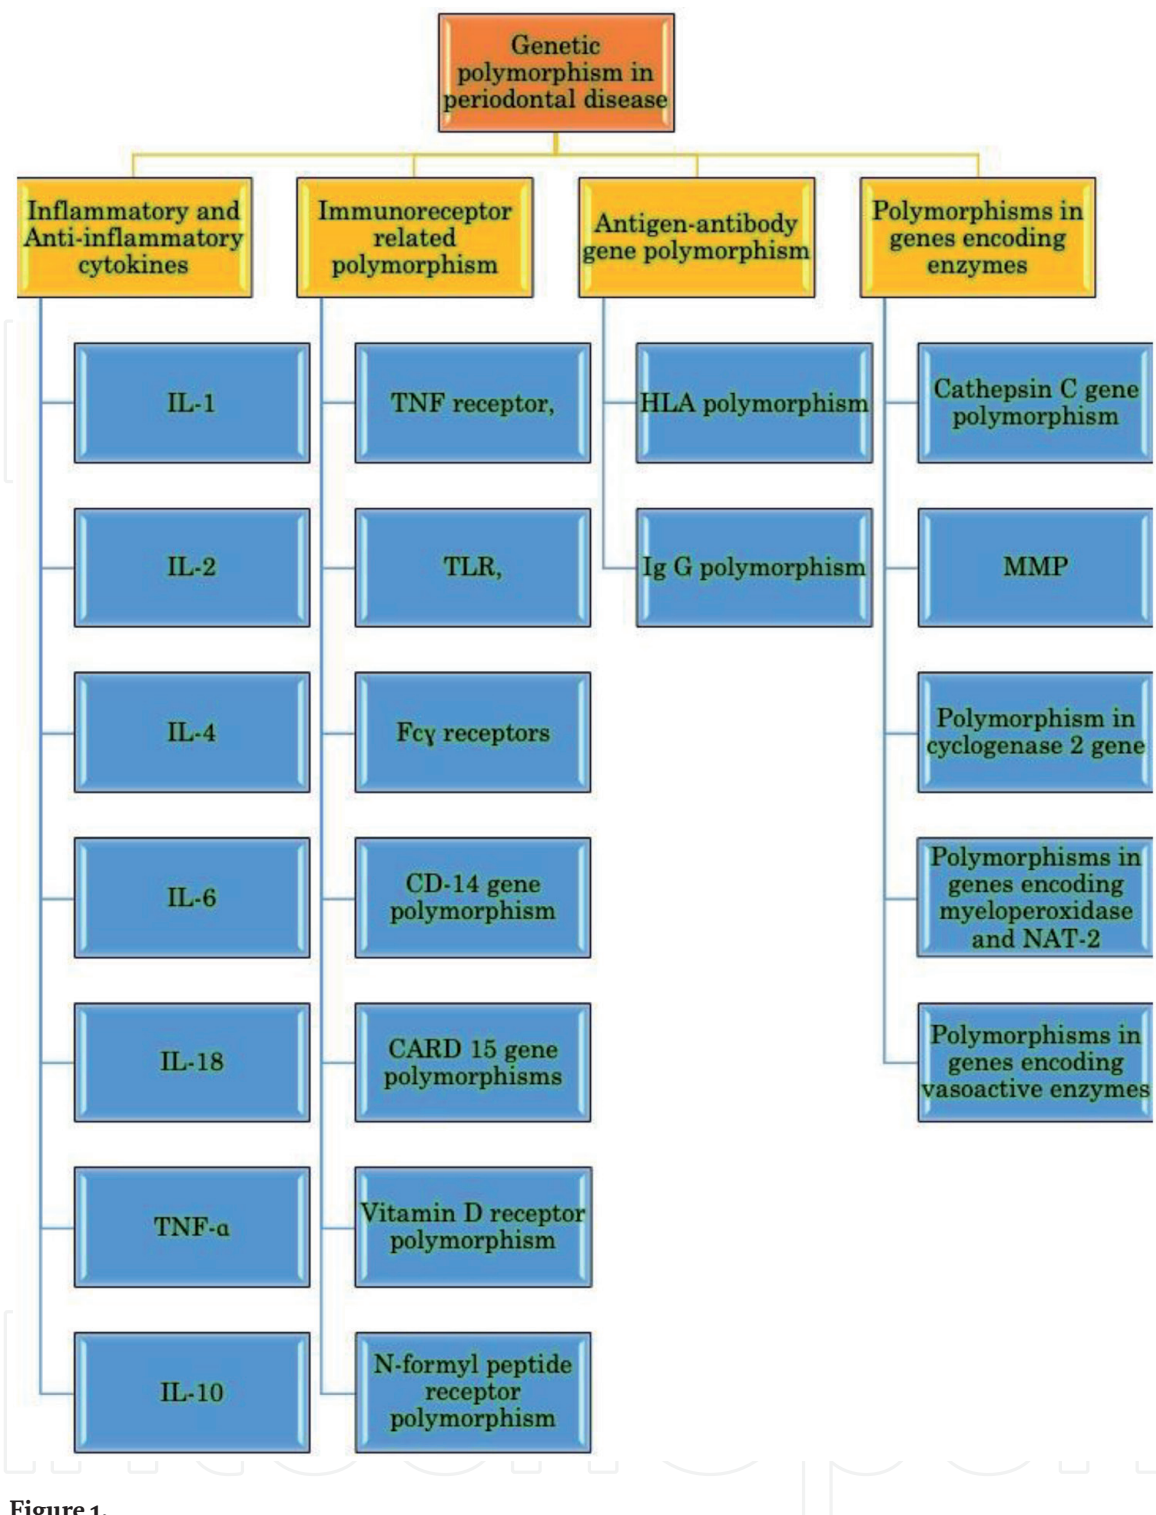 Genetic
polymorphism in
periodontal disease
Inflammatory and
Anti-inflammatory
cytokines
IL-1
IL-2
IL-4
IL-6
IL-18
TNF-α
IL-10
Immunoreceptor
related
polymorphism
TNF receptor,
TLR,
Fcγ receptors
CD-14 gene
polymorphism
CARD 15 gene
polymorphisms
Vitamin D receptor
polymorphism
N-formyl peptide
receptor
polymorphism
Antigen-antibody
gene polymorphism
HLA polymorphism
Ig G polymorphism
Polymorphisms in
genes encoding
enzymes
Cathepsin C gene
polymorphism
MMP
Polymorphism in
cyclogenase 2 gene
Polymorphisms in
genes encoding
myeloperoxidase
and NAT-2
Polymorphisms in
genes encoding
vasoactive enzymes
Figure 1.